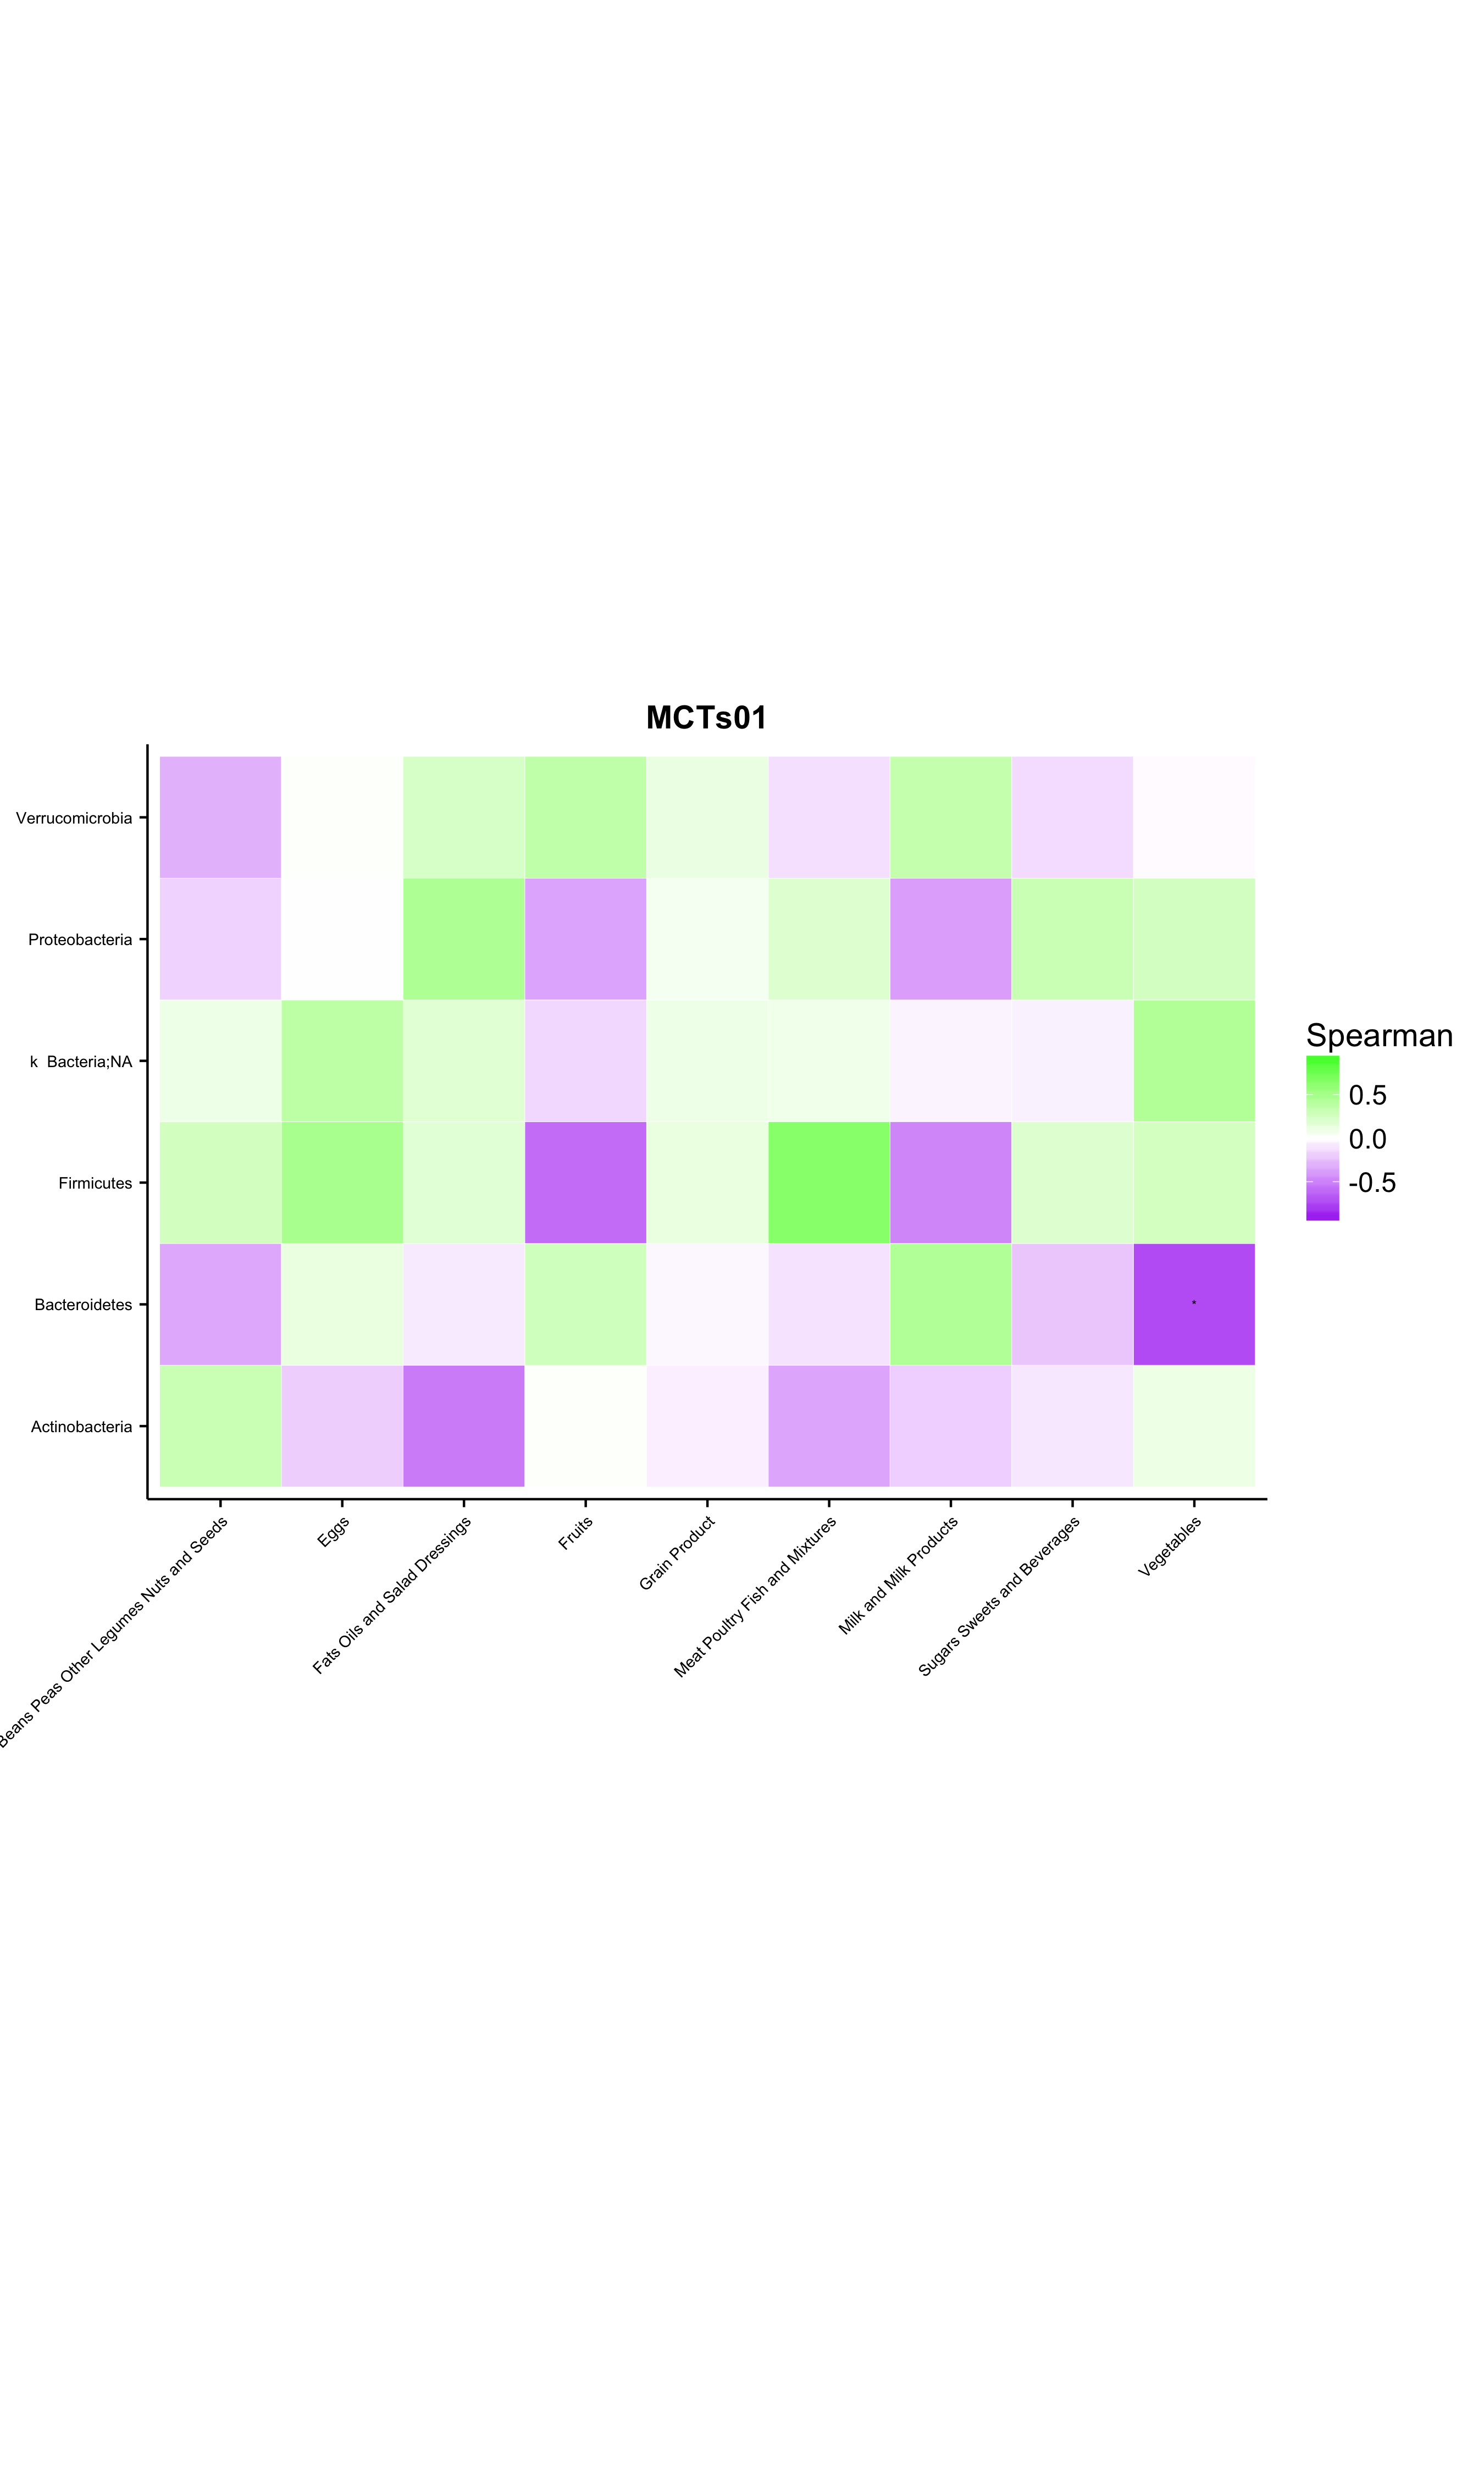 MCTs01
Verrucomicrobia
Proteobacteria
k Bacteria;NA
Firmicutes
Bacteroidetes
Actinobacteria
*
Beans Peas Other Legumes Nuts and Seeds
Eggs
Fats Oils and Salad Dressings
Fruits
Grain Product
Meat Poultry Fish and Mixtures
Milk and Milk Products
Sugars Sweets and Beverages
Vegetables
Spearman
0.5
0.0
-0.5